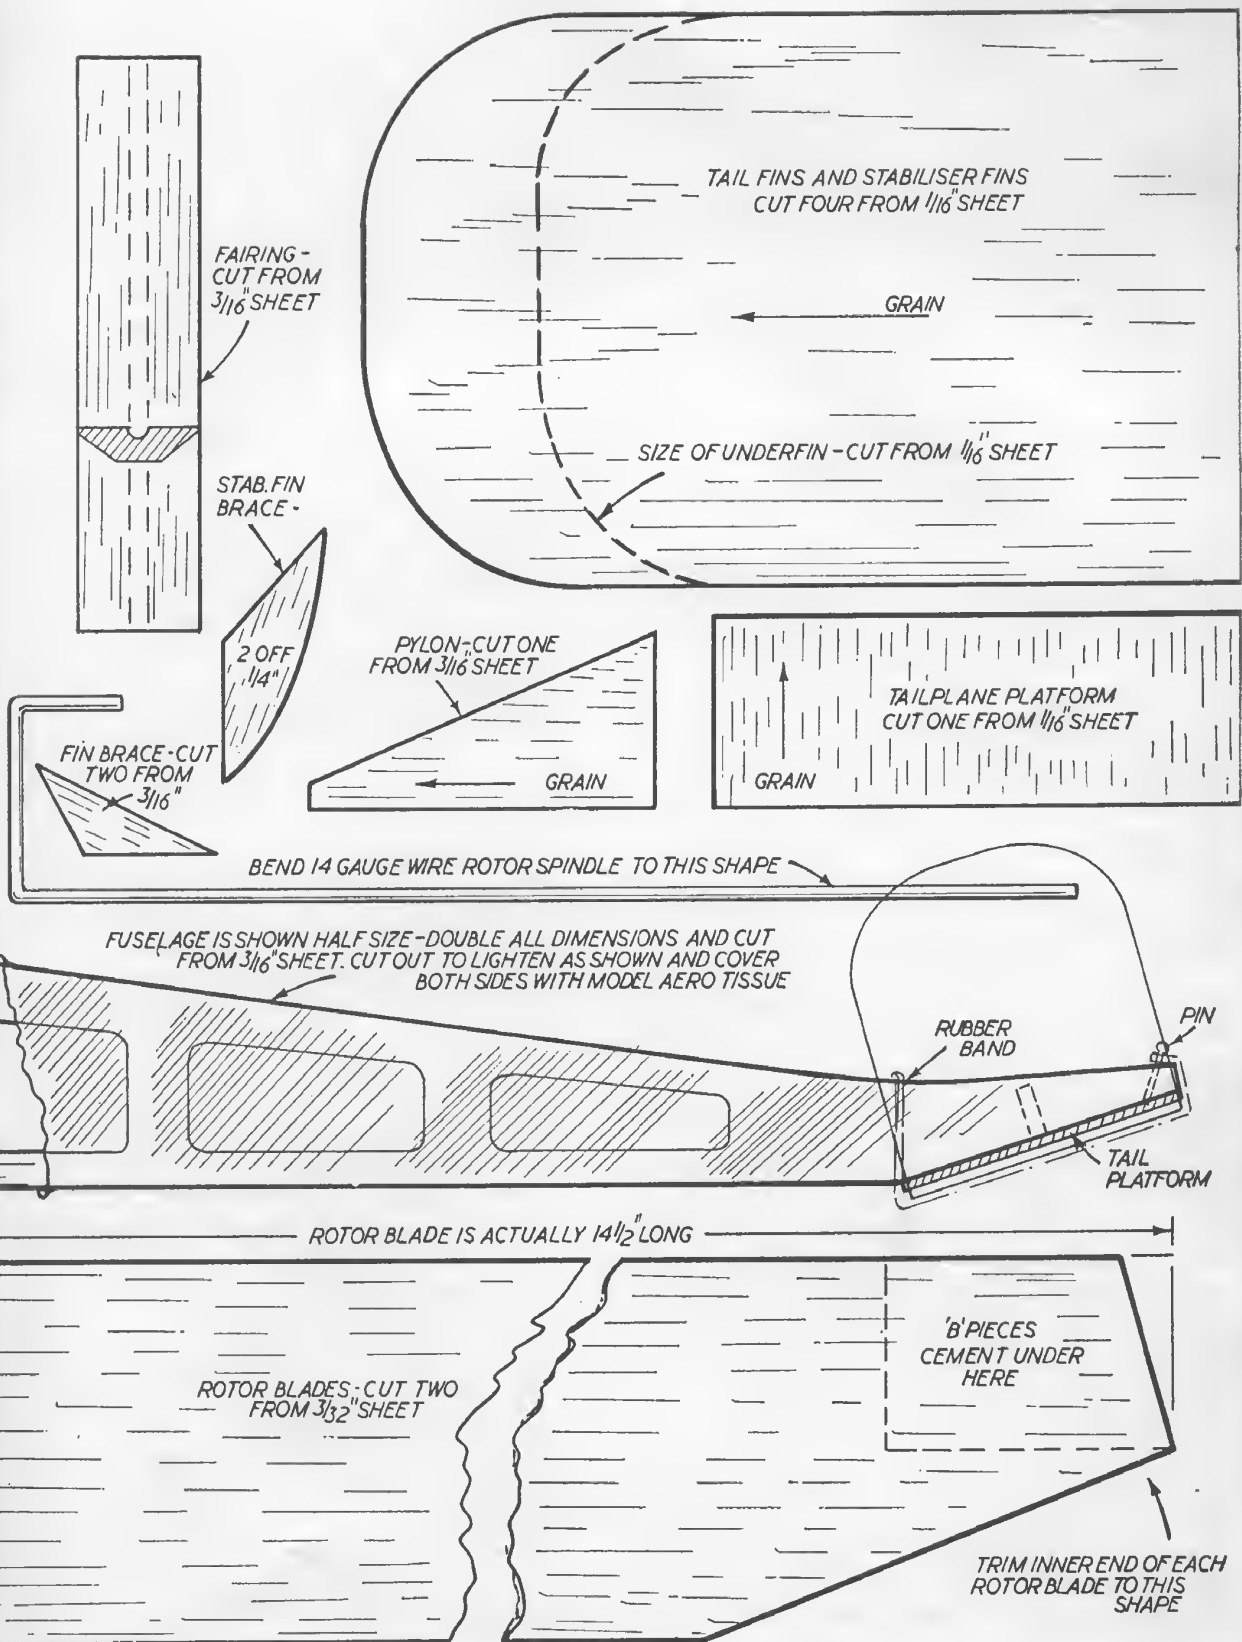 TAIL FINS AND STABILISER FINS
CUT FOUR FROM 1/16" SHEET
FAIRING -
CUT FROM
3/16" SHEET
GRAIN
SIZE OF UNDERFIN - CUT FROM 1/16" SHEET
STAB. FIN
BRACE -
2 OFF
1/4"
PYLON - CUT ONE
FROM 3/16" SHEET
GRAIN
TAILPLANE PLATFORM
CUT ONE FROM 1/16" SHEET
GRAIN
FIN BRACE - CUT
TWO FROM
3/16"
BEND 14 GAUGE WIRE ROTOR SPINDLE TO THIS SHAPE
FUSELAGE IS SHOWN HALF SIZE - DOUBLE ALL DIMENSIONS AND CUT
FROM 3/16" SHEET. CUT OUT TO LIGHTEN AS SHOWN AND COVER
BOTH SIDES WITH MODEL AERO TISSUE
RUBBER
BAND
PIN
TAIL
PLATFORM
ROTOR BLADE IS ACTUALLY 14 1/2" LONG
'B' PIECES
CEMENT UNDER
HERE
ROTOR BLADES - CUT TWO
FROM 3/32" SHEET
TRIM INNER END OF EACH
ROTOR BLADE TO THIS
SHAPE